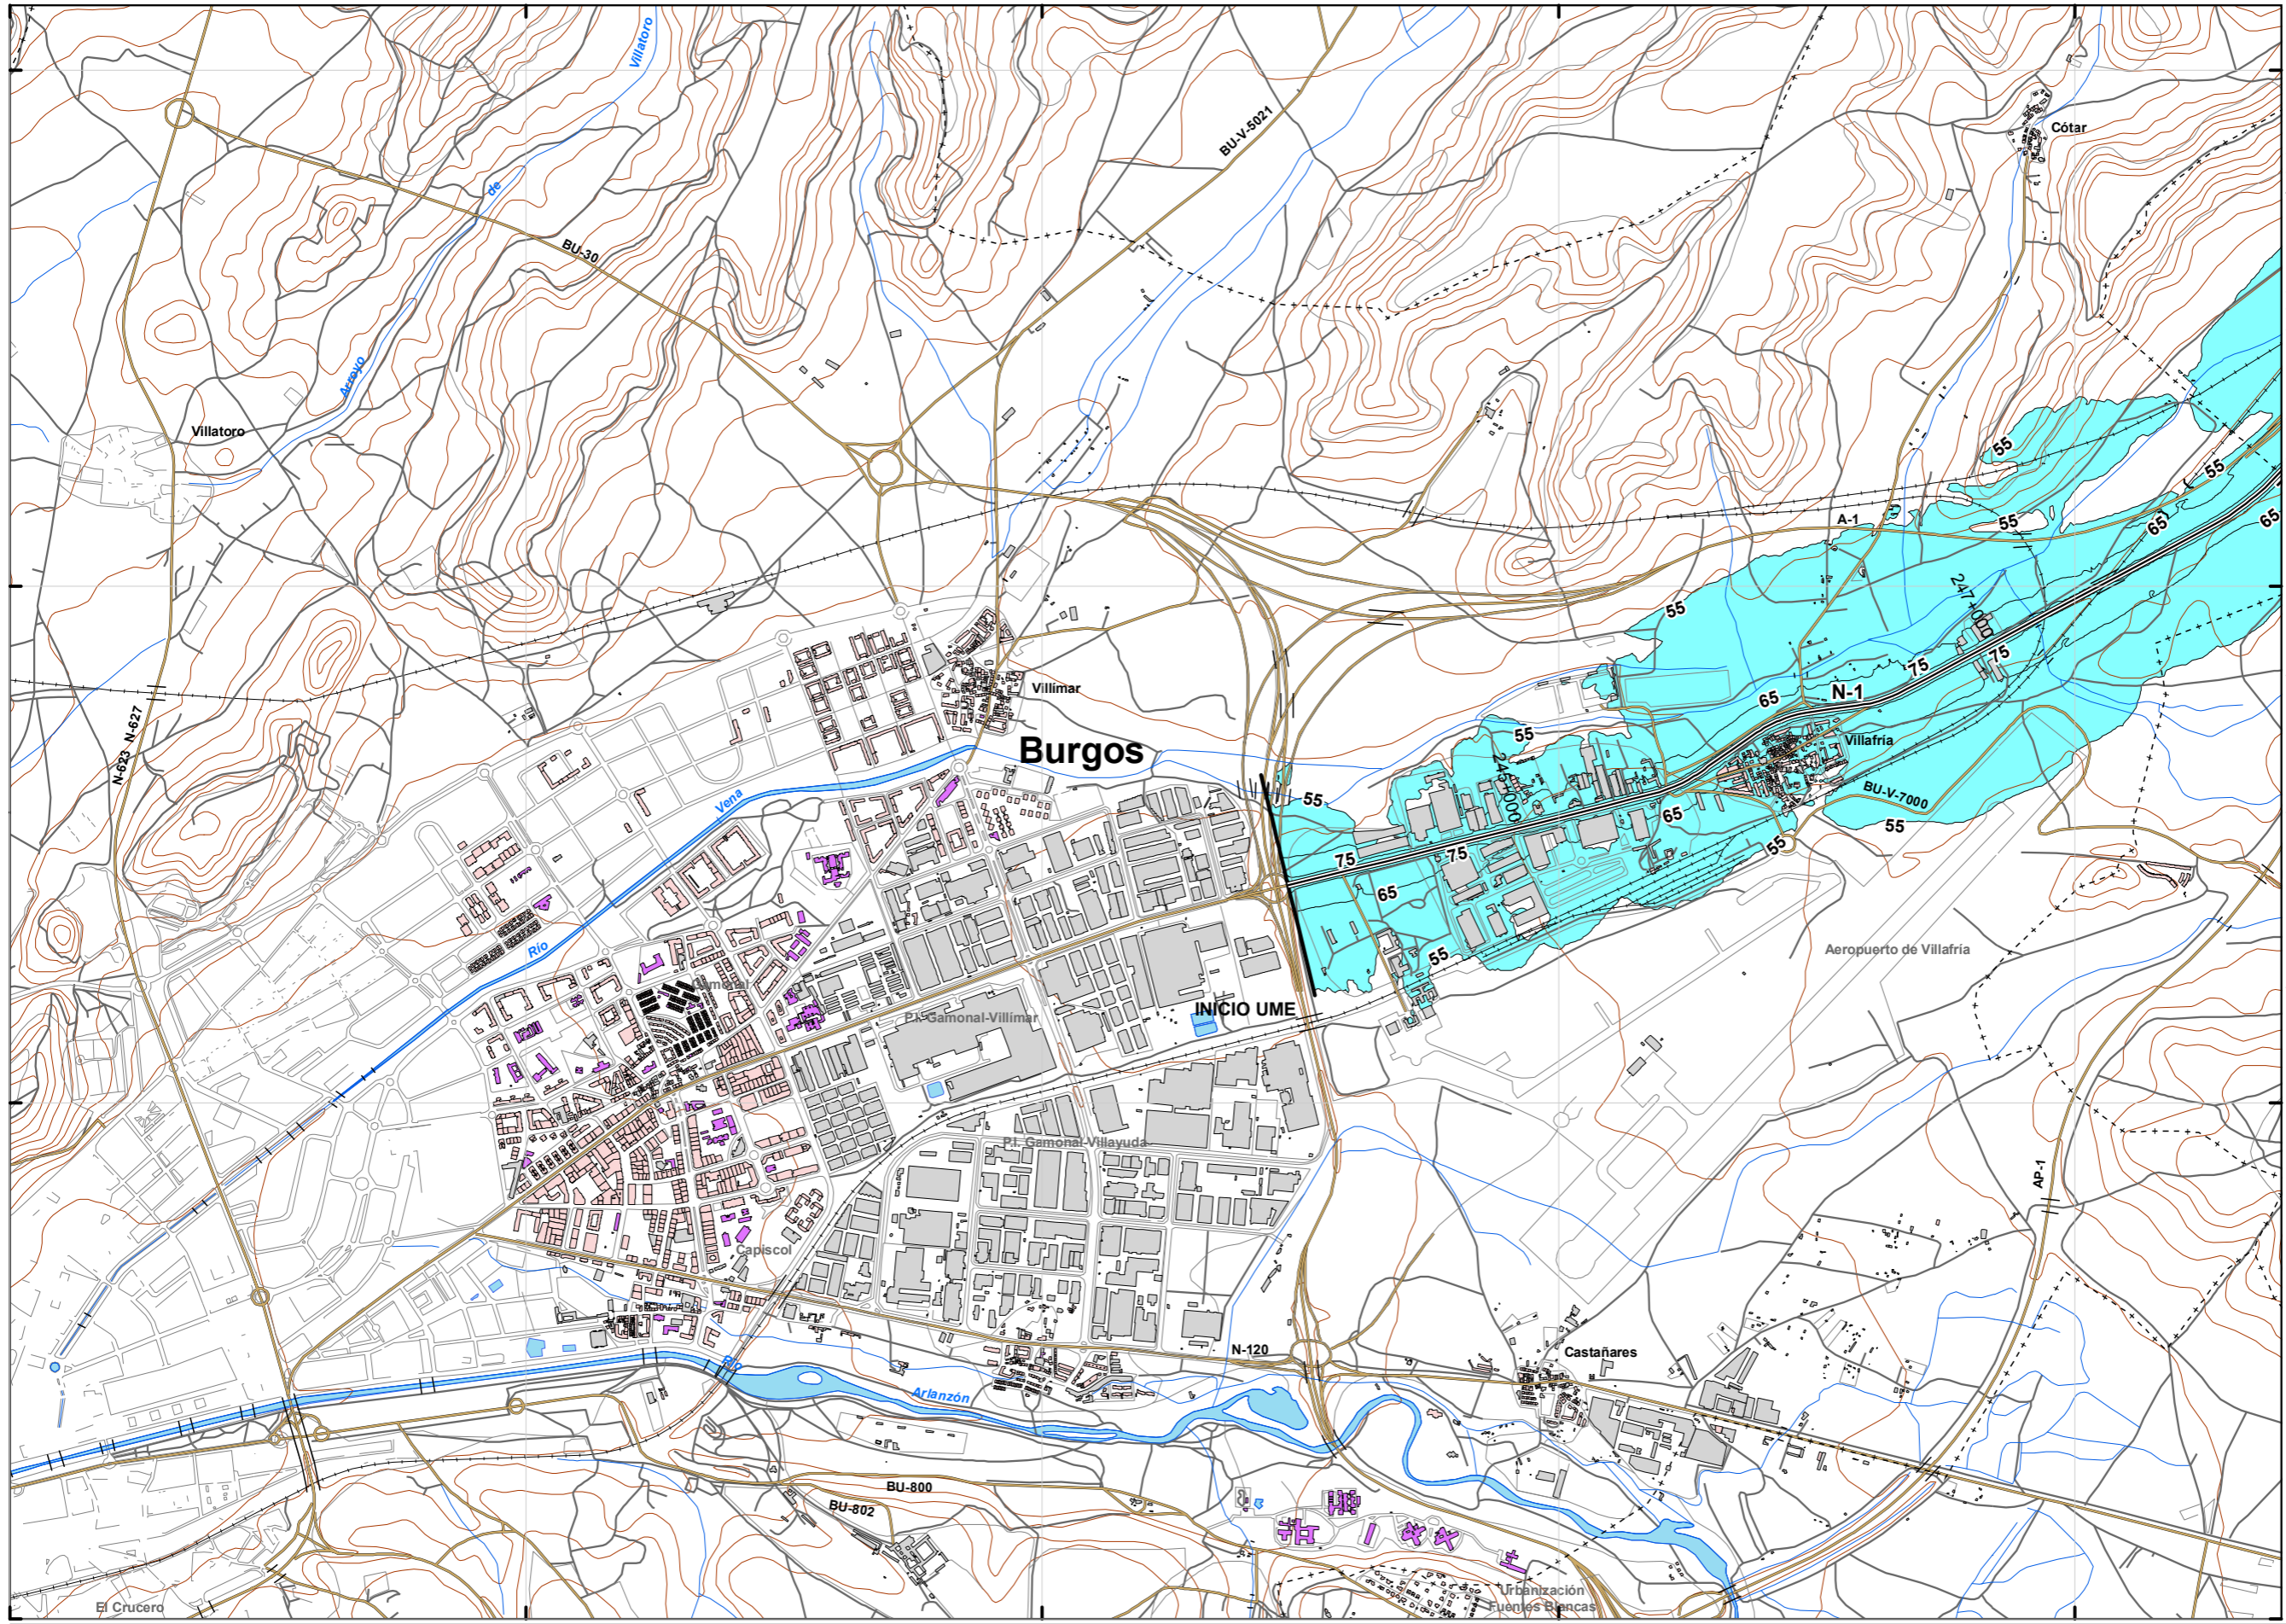 Villatoro
de
Arroyo
BU-30
BU-V-5021
Cótar
Villatoro
55
55
55
A-1
65
65
247+000
55
75
75
65
N-1
Villímar
N-623 N-627
Burgos
55
245+000
Villafría
BU-V-7000
55
Vena
55
65
75
75
55
65
55
Río
Aeropuerto de Villafría
Gamonal
P.I. Gamonal-Villímar
INICIO UME
P.I. Gamonal-Villayuda
AP-1
Capiscol
N-120
Castañares
Río
Arlanzón
BU-800
BU-802
Urbanización
Fuentes Blancas
El Crucero